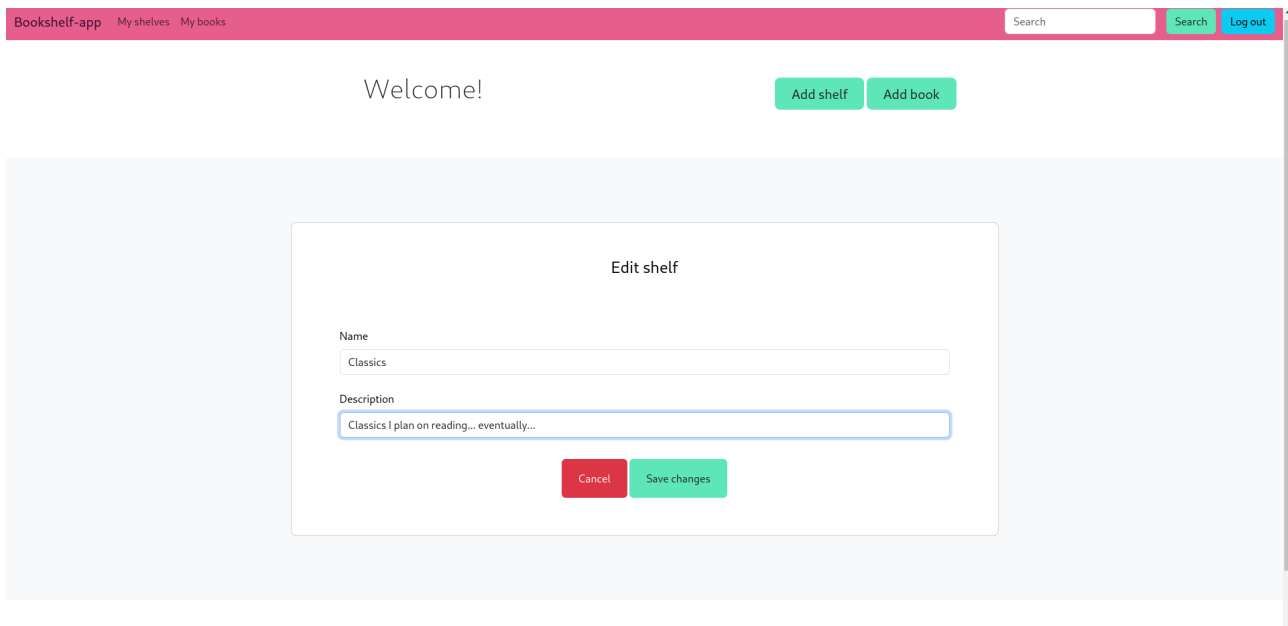 Bookshelf-app My shelves My books Search Search Log out
Welcome! Add shelf Add book
Edit shelf
Name
Classics
Description
Classics I plan on reading... eventually...
Cancel Save changes